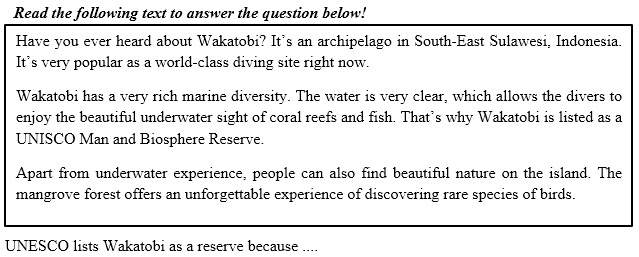 Read the following text to answer the question below!
Have you ever heard about Wakatobi? It's an archipelago in South-East Sulawesi, Indonesia.
It's very popular as a world-class diving site right now.
Wakatobi has a very rich marine diversity. The water is very clear, which allows the divers to
enjoy the beautiful underwater sight of coral reefs and fish. That's why Wakatobi is listed as a
UNISCO Man and Biosphere Reserve.
Apart from underwater experience, people can also find beautiful nature on the island. The
mangrove forest offers an unforgettable experience of discovering rare species of birds.
UNESCO lists Wakatobi as a reserve because ....